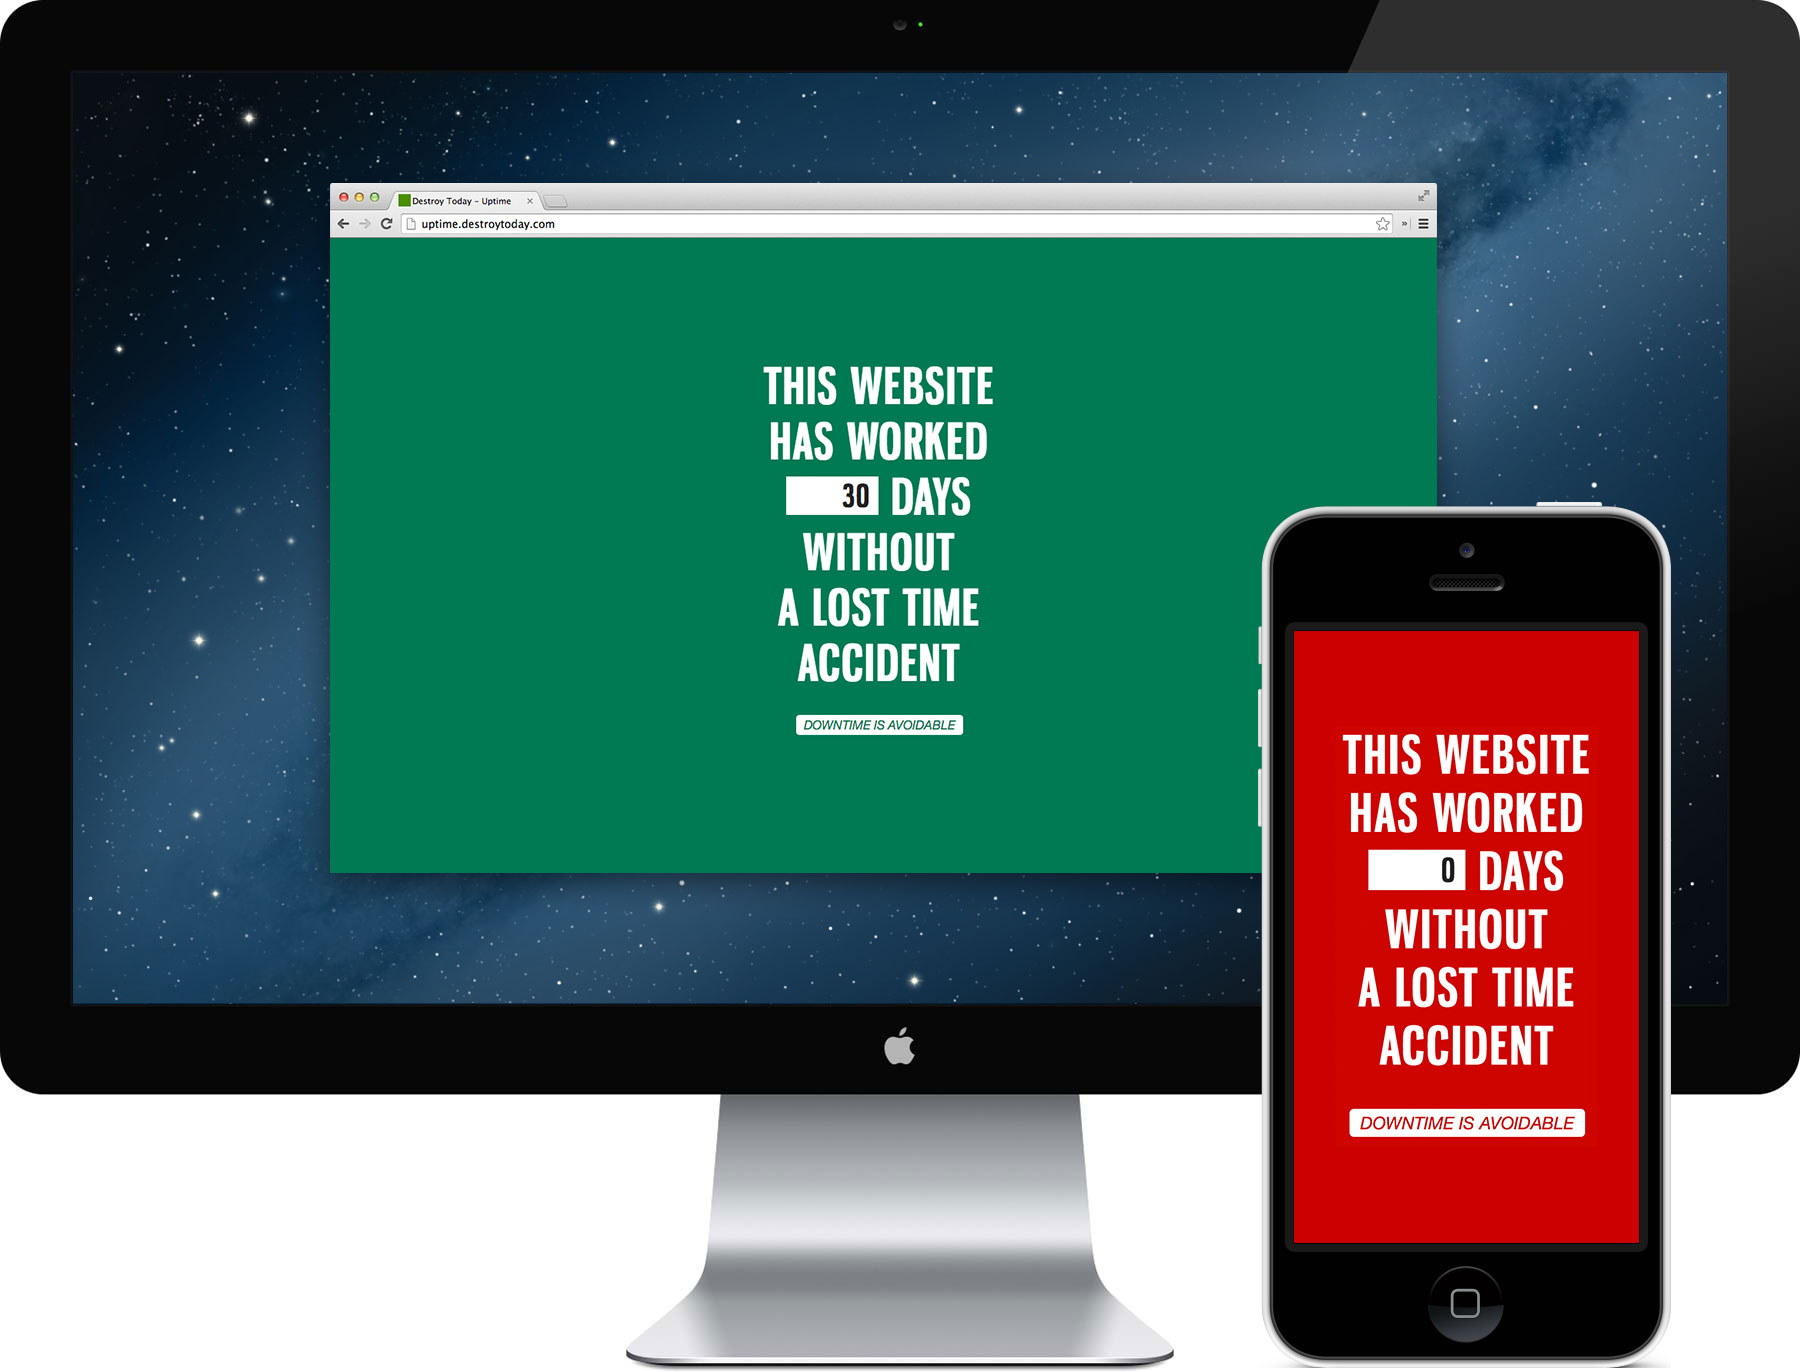 Destroy Today – Uptime
uptime.destroytoday.com
THIS WEBSITE
HAS WORKED
30 DAYS
WITHOUT
A LOST TIME
ACCIDENT
DOWNTIME IS AVOIDABLE
THIS WEBSITE
HAS WORKED
0 DAYS
WITHOUT
A LOST TIME
ACCIDENT
DOWNTIME IS AVOIDABLE